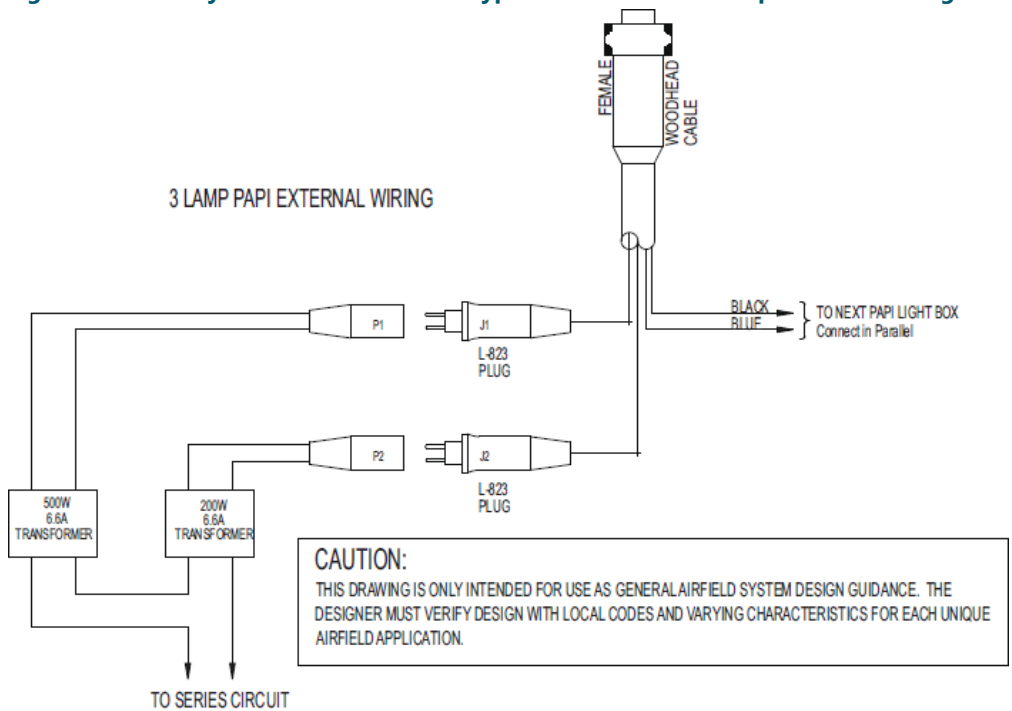 FEMALE
WOODHEAD
CABLE
3 LAMP PAPI EXTERNAL WIRING
BLACK
BLUE
TO NEXT PAPI LIGHT BOX
Connect in Parallel
P1
J1
L-823
PLUG
P2
J2
L-823
PLUG
500W
6.6A
TRANSFORMER
200W
6.6A
TRANSFORMER
CAUTION:
THIS DRAWING IS ONLY INTENDED FOR USE AS GENERAL AIRFIELD SYSTEM DESIGN GUIDANCE. THE
DESIGNER MUST VERIFY DESIGN WITH LOCAL CODES AND VARYING CHARACTERISTICS FOR EACH UNIQUE
AIRFIELD APPLICATION.
TO SERIES CIRCUIT